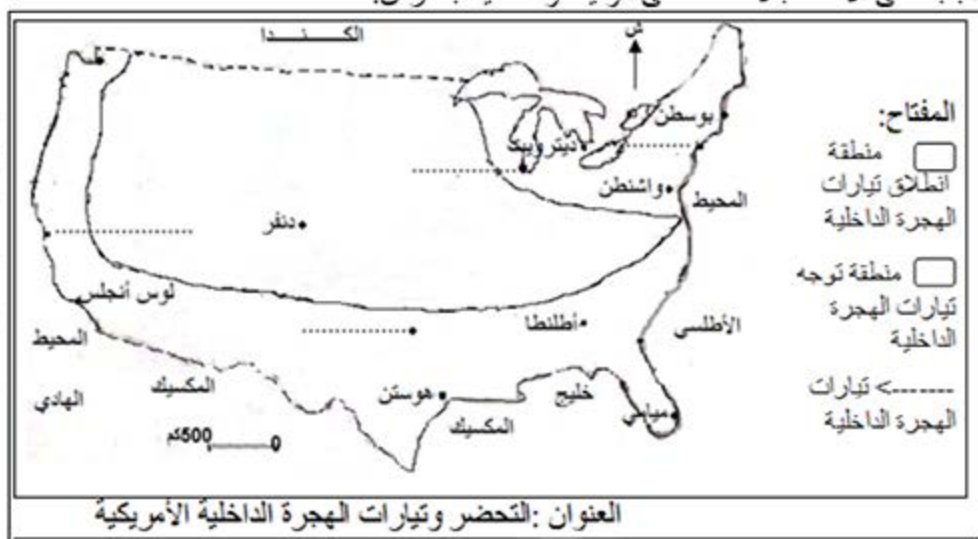 الكنـــدا
ش
بوسطن
ديترويت
واشنطن
المحيط
الأطلسي
دنفر
لوس أنجلس
المحيط
الهادي
المكسيك
أطلنطا
هوستن
خليج
المكسيك
ميامي
500كم
0
المفتاح:
منطقة
انطلاق تيارات
الهجرة الداخلية
منطقة توجه
تيارات الهجرة
الداخلية
-------> تيارات
الهجرة الداخلية
العنوان :التحضر وتيارات الهجرة الداخلية الأمريكية